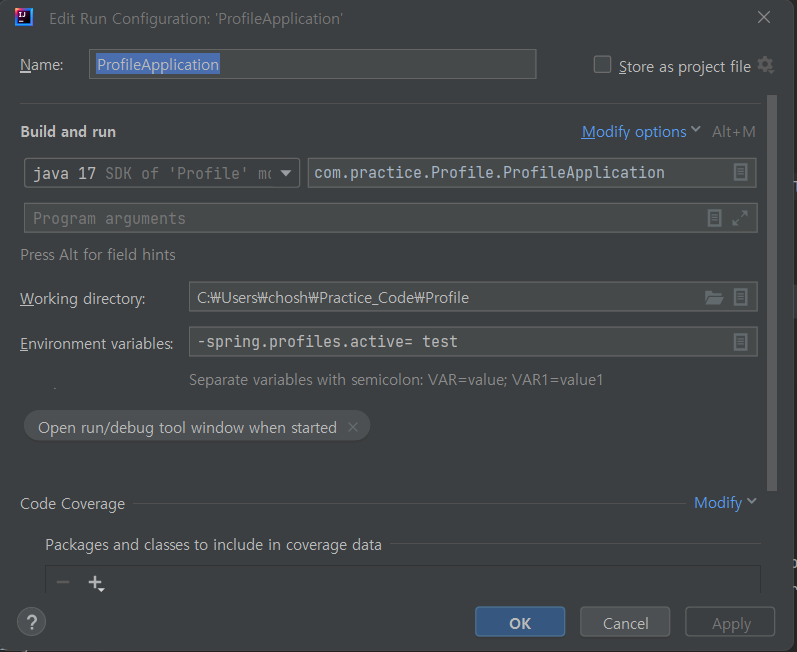 Edit Run Configuration: 'ProfileApplication'
Name: ProfileApplication Store as project file
Build and run Modify options Alt+M
java 17 SDK of 'Profile' mc com.practice.Profile.ProfileApplication
Program arguments
Press Alt for field hints
Working directory: C:₩Users₩chosh₩Practice_Code₩Profile
Environment variables: -spring.profiles.active= test
Separate variables with semicolon: VAR=value; VAR1=value1
Open run/debug tool window when started
Code Coverage Modify
Packages and classes to include in coverage data
? OK Cancel Apply